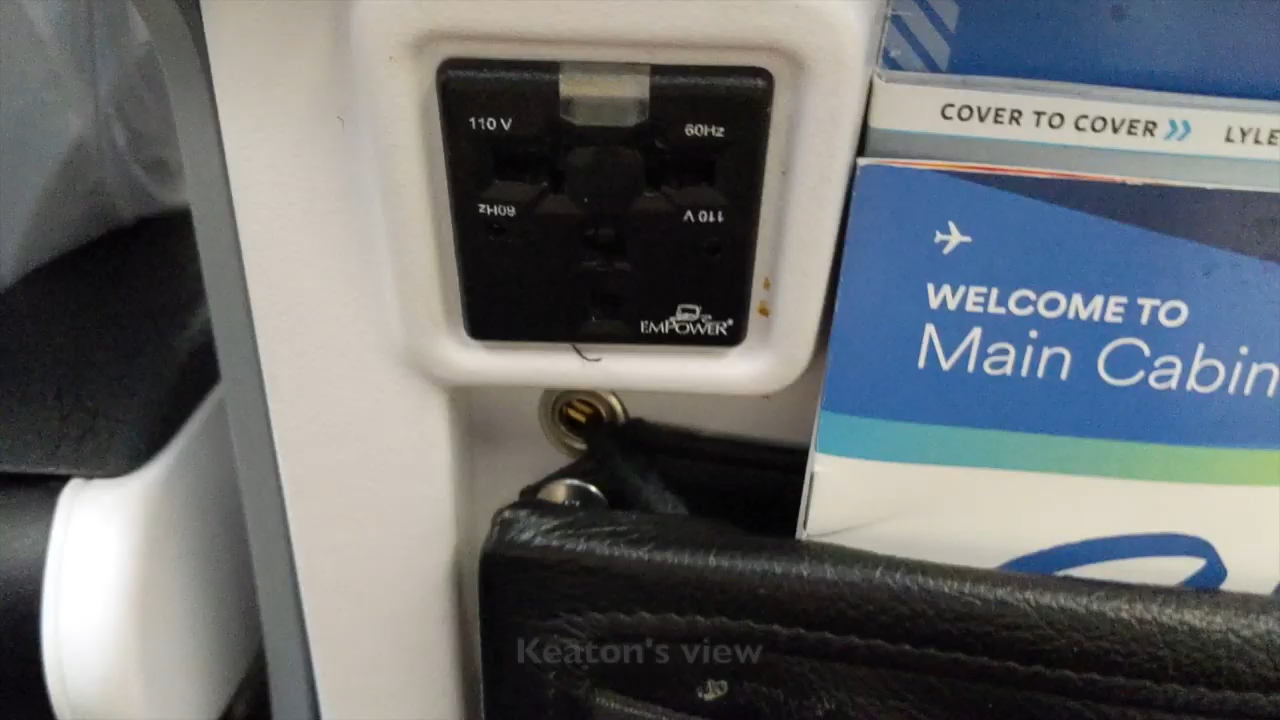 110 V
60Hz
60Hz
110 V
EMPOWER®
COVER TO COVER >>
LYLE
WELCOME TO
Main Cabin
Keaton's view